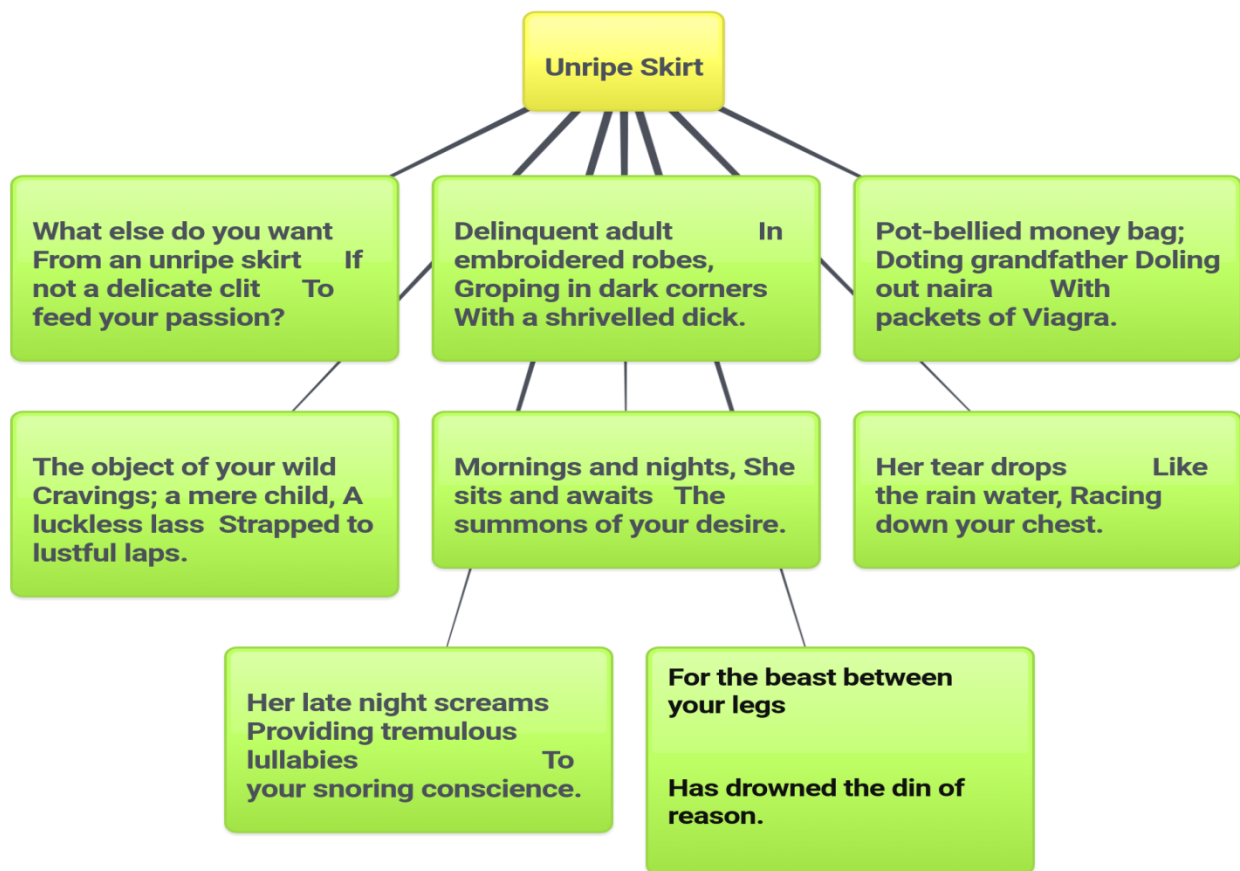 Unripe Skirt
What else do you want
From an unripe skirt If
not a delicate clit To
feed your passion?
Delinquent adult In
embroidered robes,
Groping in dark corners
With a shrivelled dick.
Pot-bellied money bag;
Doting grandfather Doling
out naira With
packets of Viagra.
The object of your wild
Cravings; a mere child, A
luckless lass Strapped to
lustful laps.
Mornings and nights, She
sits and awaits The
summons of your desire.
Her tear drops Like
the rain water, Racing
down your chest.
Her late night screams
Providing tremulous
lullabies To
your snoring conscience.
For the beast between
your legs
Has drowned the din of
reason.